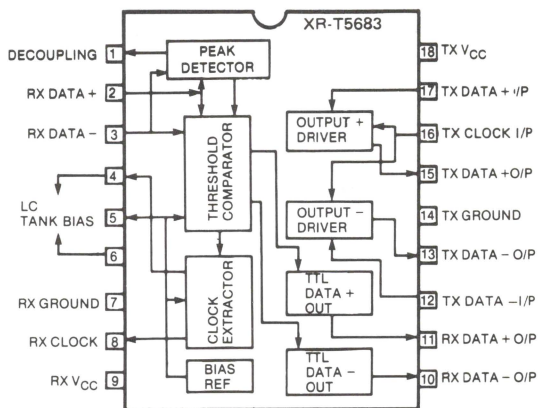 XR-T5683
DECOUPLING 1
RX DATA + 2
RX DATA - 3
4
LC
TANK BIAS
5
6
RX GROUND 7
RX CLOCK 8
RX VCC 9
PEAK
DETECTOR
THRESHOLD
COMPARATOR
CLOCK
EXTRACTOR
BIAS
REF
OUTPUT +
DRIVER
OUTPUT -
DRIVER
TTL
DATA +
OUT
TTL
DATA -
OUT
18 TX VCC
17 TX DATA + I/P
16 TX CLOCK I/P
15 TX DATA +O/P
14 TX GROUND
13 TX DATA - O/P
12 TX DATA -I/P
11 RX DATA + O/P
10 RX DATA - O/P